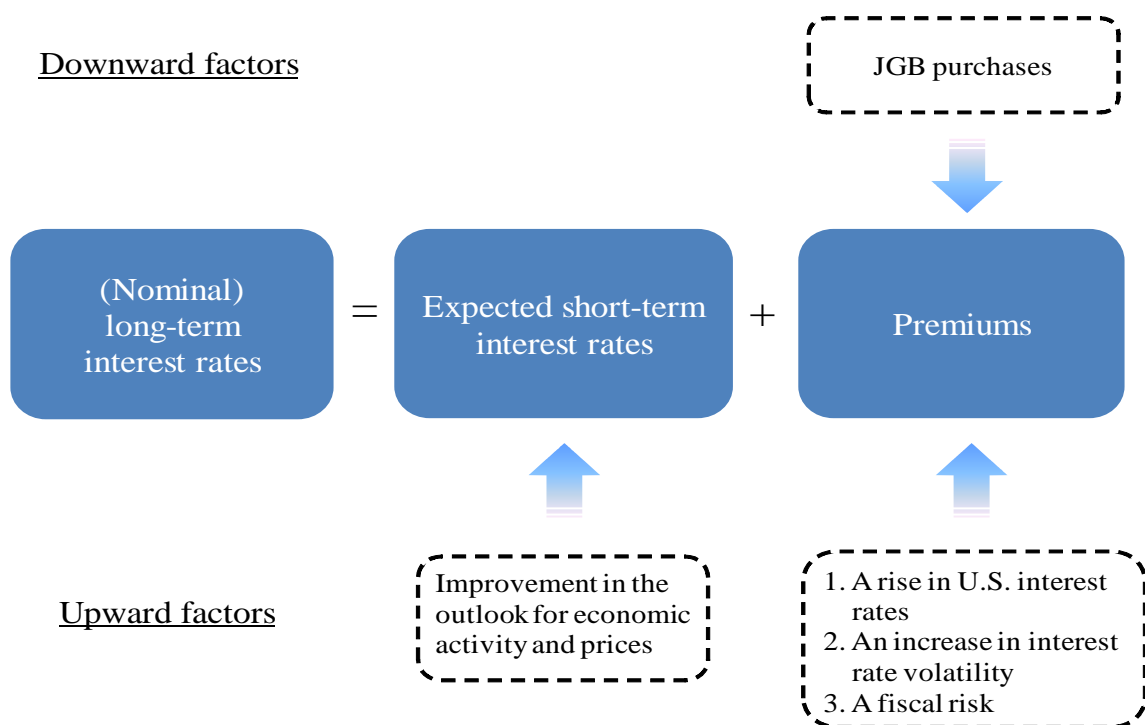 Downward factors
JGB purchases
(Nominal)
long-term
interest rates
=
Expected short-term
interest rates
+
Premiums
Upward factors
Improvement in the
outlook for economic
activity and prices
1. A rise in U.S. interest
rates
2. An increase in interest
rate volatility
3. A fiscal risk